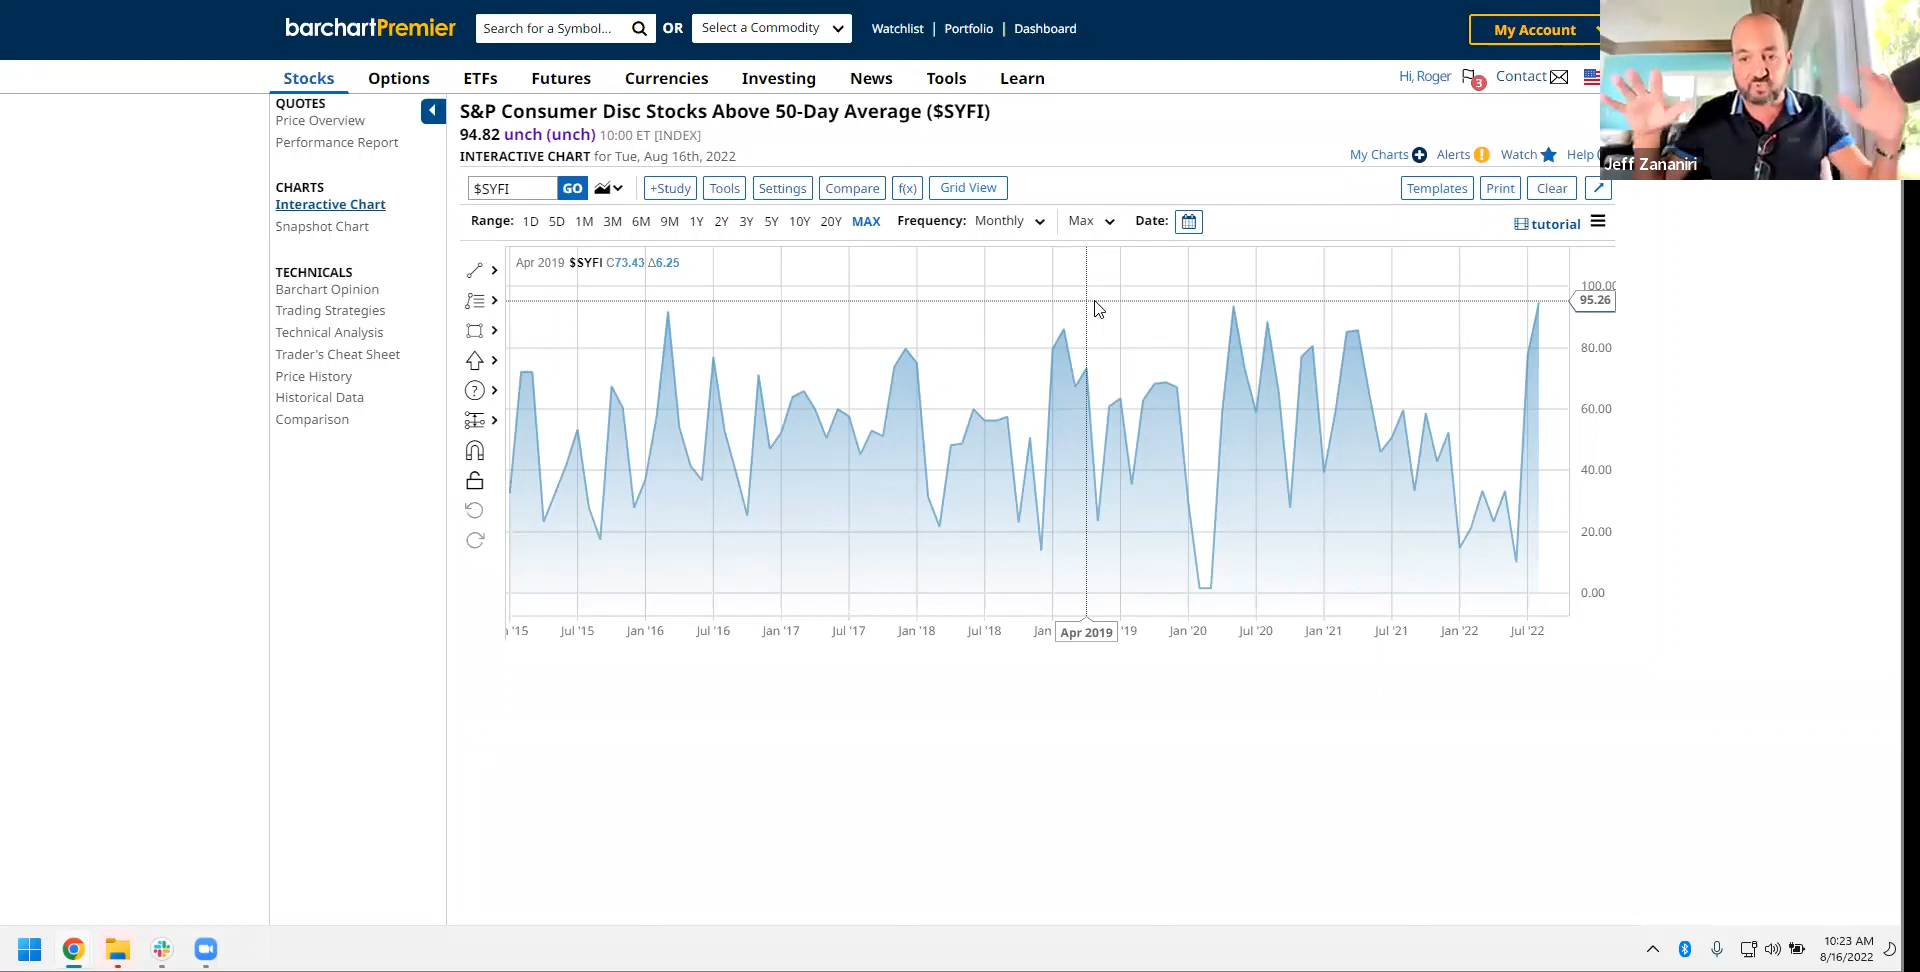 barchartPremier
Search for a Symbol...
OR
Select a Commodity
Watchlist | Portfolio | Dashboard
My Account
Stocks Options ETFs Futures Currencies Investing News Tools Learn
Hi, Roger
3
Contact
QUOTES
Price Overview
Performance Report
CHARTS
Interactive Chart
Snapshot Chart
TECHNICALS
Barchart Opinion
Trading Strategies
Technical Analysis
Trader's Cheat Sheet
Price History
Historical Data
Comparison
S&P Consumer Disc Stocks Above 50-Day Average ($SYFI)
94.82 unch (unch) 10:00 ET [INDEX]
INTERACTIVE CHART for Tue, Aug 16th, 2022
My Charts Alerts Watch Help
Jeff Zananiri
$SYFI GO +Study Tools Settings Compare f(x) Grid View Templates Print Clear
Range: 1D 5D 1M 3M 6M 9M 1Y 2Y 3Y 5Y 10Y 20Y MAX Frequency: Monthly Max Date:
tutorial
Apr 2019 $SYFI C73.43 Δ6.25
100.00
95.26
80.00
60.00
40.00
20.00
0.00
'15 Jul '15 Jan '16 Jul '16 Jan '17 Jul '17 Jan '18 Jul '18 Jan Apr 2019 '19 Jan '20 Jul '20 Jan '21 Jul '21 Jan '22 Jul '22
10:23 AM
8/16/2022